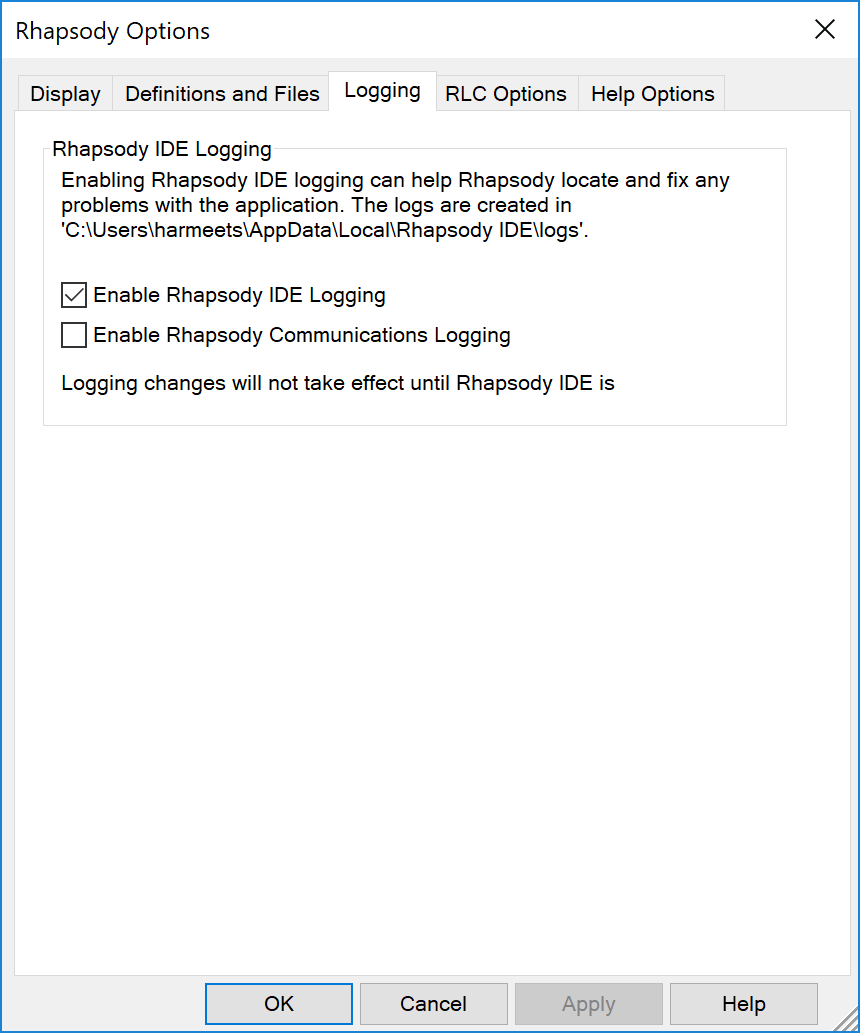 Rhapsody Options
Display
Definitions and Files
Logging
RLC Options
Help Options
Rhapsody IDE Logging
Enabling Rhapsody IDE logging can help Rhapsody locate and fix any
problems with the application. The logs are created in
'C:\Users\harmeets\AppData\Local\Rhapsody IDE\logs'.
Enable Rhapsody IDE Logging
Enable Rhapsody Communications Logging
Logging changes will not take effect until Rhapsody IDE is
OK
Cancel
Apply
Help